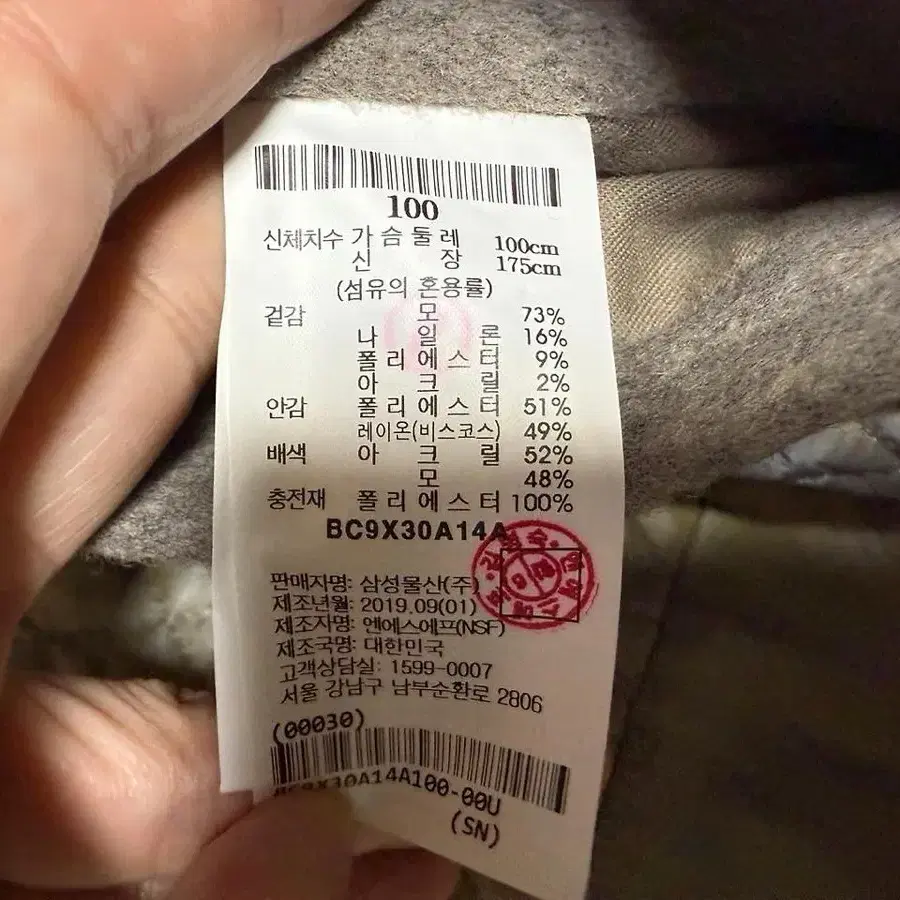 100
신체치수 가 슴 둘 레 100cm
신 장 175cm
(섬유의 혼용률)
겉감 모 73%
나 일 론 16%
폴 리 에 스 터 9%
아 크 릴 2%
안감 폴 리 에 스 터 51%
레이온(비스코스) 49%
배색 아 크 릴 52%
모 48%
충전재 폴 리 에 스 터 100%
BC9X30A14A
판매자명: 삼성물산(주)
제조년월: 2019.09(01)
제조자명: 엔에스에프(NSF)
제조국명: 대한민국
고객상담실: 1599-0007
서울 강남구 남부순환로 2806
(00030)
BC9X30A14A100-00U
(SN)